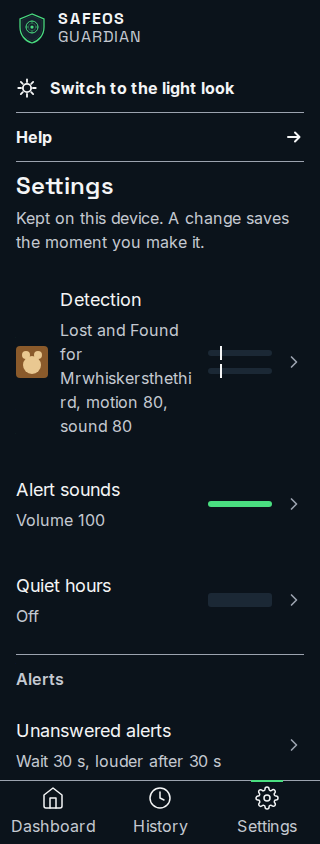 SAFEOS
GUARDIAN
Switch to the light look
Help
Settings
Kept on this device. A change saves
the moment you make it.
Detection
Lost and Found
for
Mrwhiskersthethi
rd, motion 80,
sound 80
Alert sounds
Volume 100
Quiet hours
Off
Alerts
Unanswered alerts
Wait 30 s, louder after 30 s
Dashboard
History
Settings